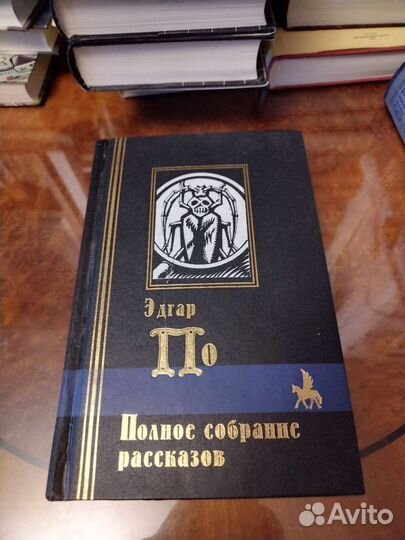 Эдгар
По
Полное собрание
рассказов
Avito